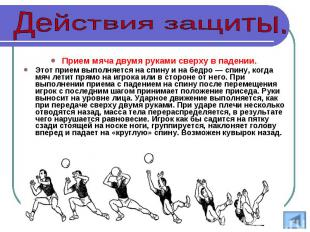 Действия защиты.
Прием мяча двумя руками сверху в падении.
Этот прием выполняется на спину и на бедро — спину, когда
мяч летит прямо на игрока или в стороне от него. При
выполнении приема с падением на спину после перемещения
игрок с последним шагом принимает положение приседа. Руки
выносит на уровне лица. Ударное движение выполняется, как
при передаче сверху двумя руками. При ударе плечи несколько
отводятся назад, масса тела перераспределяется, в результате
чего нарушается равновесие. Игрок как бы садится на пятку
сзади стоящей на носке ноги, группируется, наклоняет голову
вперед и падает на «круглую» спину. Возможен кувырок назад.